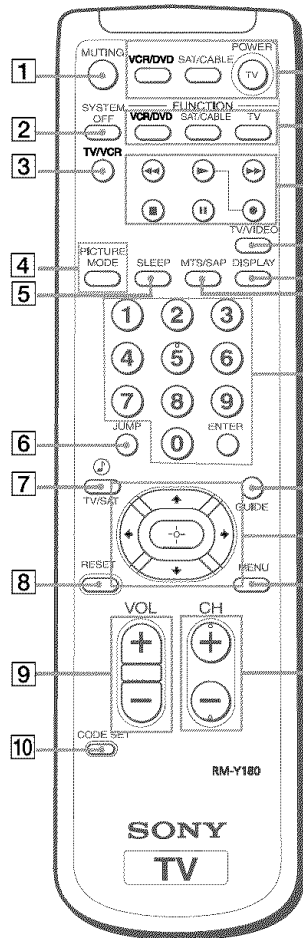 POWER
MUTING
VCR/DVD SAT/CABLE
TV
1
SYSTEM OFF
FUNCTION
VCR/DVD SAT/CABLE TV
2
TV/VCR
3
TV/VIDEO
4
PICTURE MODE
SLEEP MTS/SAP DISPLAY
5
1 2 3
4 5 6
7 8 9
JUMP
0
ENTER
6
7
TV/SAT
GUIDE
RESET
MENU
8
VOL CH
+ +
9
- -
10
CODE SET
RM-Y180
SONY
TV